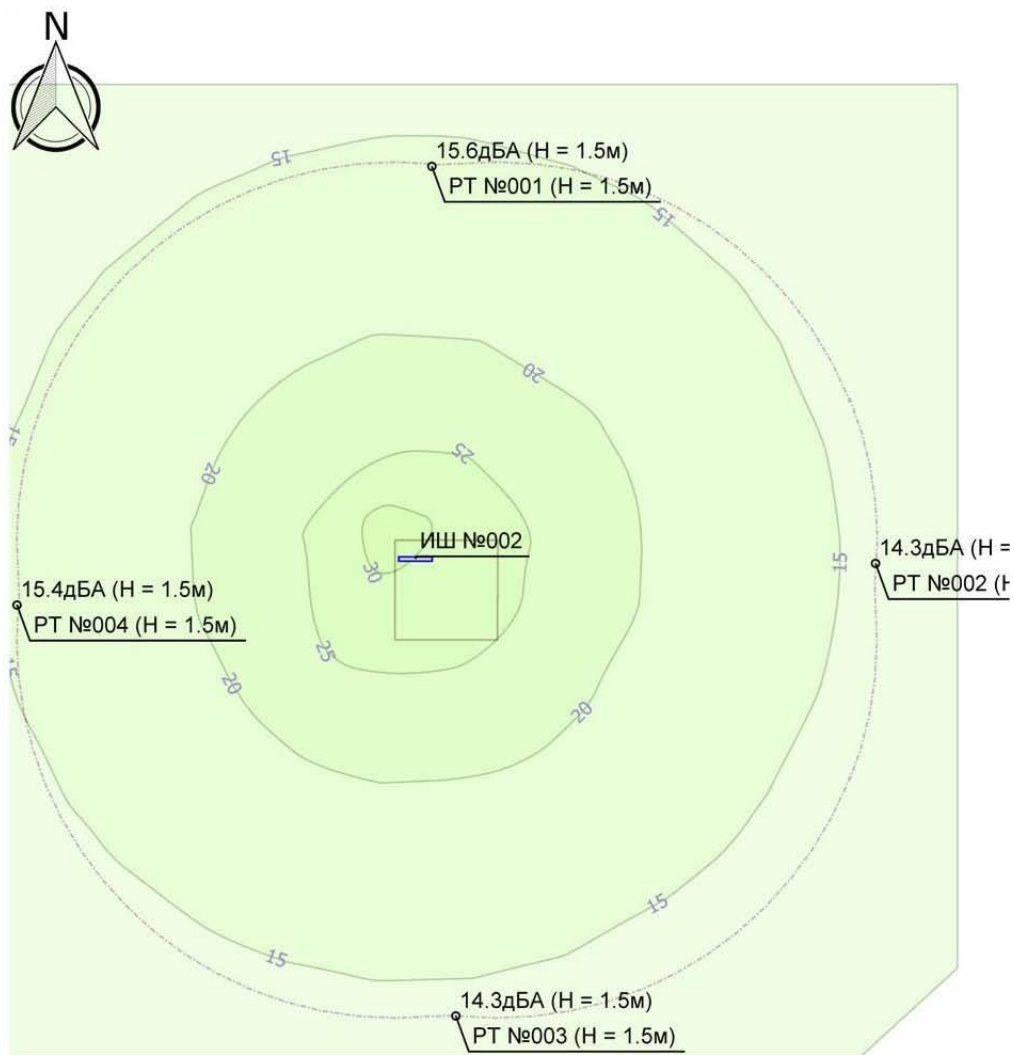 N
15
15.6дБА (H = 1.5м)
РТ №001 (H = 1.5м)
15
20
25
20
15
ИШ №002
30
15
14.3дБА (H =
РТ №002 (
15.4дБА (H = 1.5м)
РТ №004 (H = 1.5м)
25
20
20
15
15
14.3дБА (H = 1.5м)
РТ №003 (H = 1.5м)